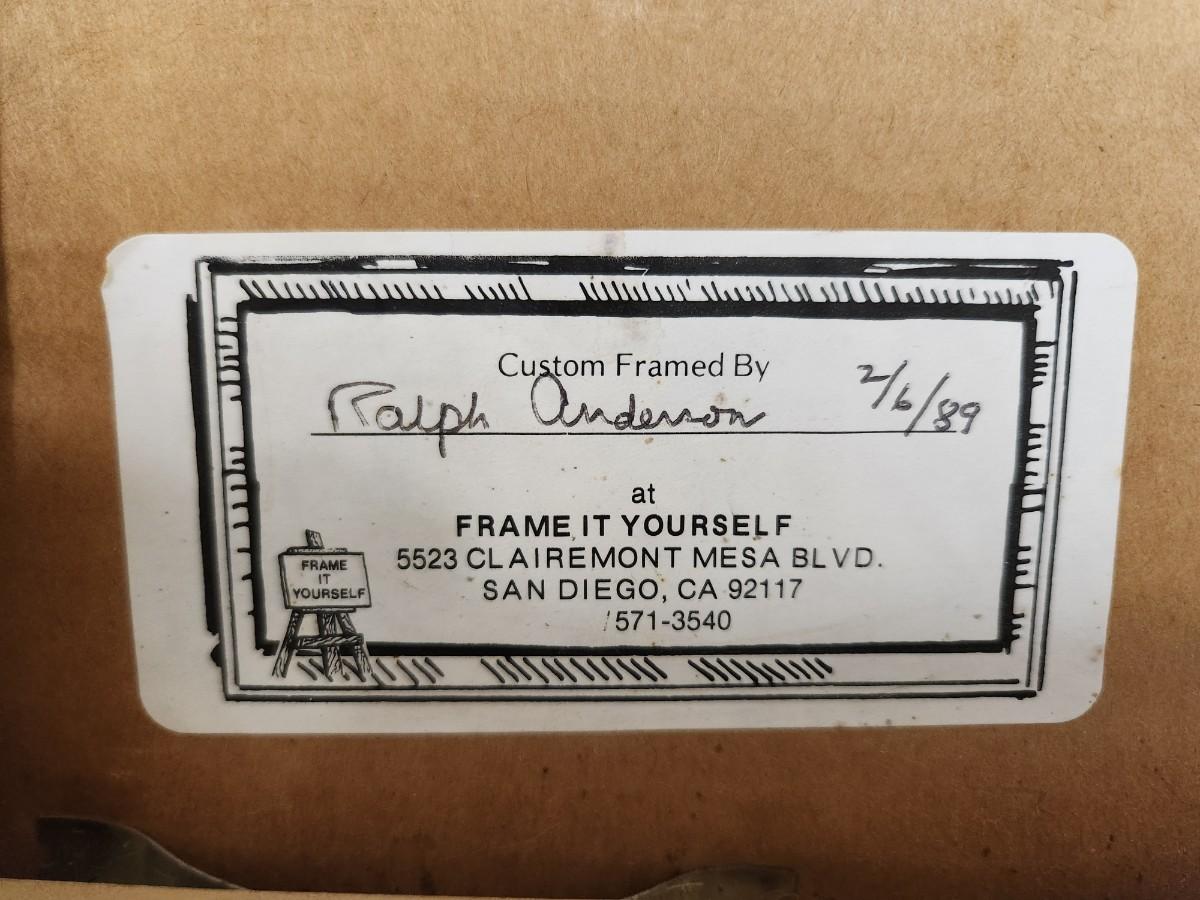 Custom Framed By
Ralph Anderson 2/6/89
at
FRAME IT YOURSELF
5523 CLAIREMONT MESA BLVD.
SAN DIEGO, CA 92117
571-3540
FRAME
IT
YOURSELF